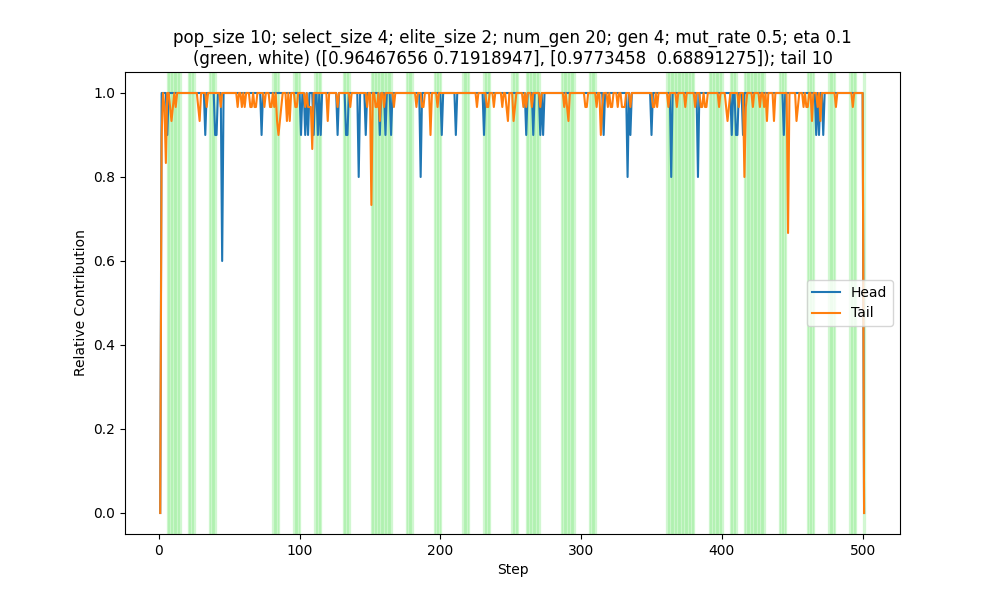 pop_size 10; select_size 4; elite_size 2; num_gen 20; gen 4; mut_rate 0.5; eta 0.1
(green, white) ([0.96467656 0.71918947], [0.9773458  0.68891275]); tail 10
1.0
0.8
0.6
0.4
0.2
0.0
Relative Contribution
Head
Tail
0
100
200
300
400
500
Step